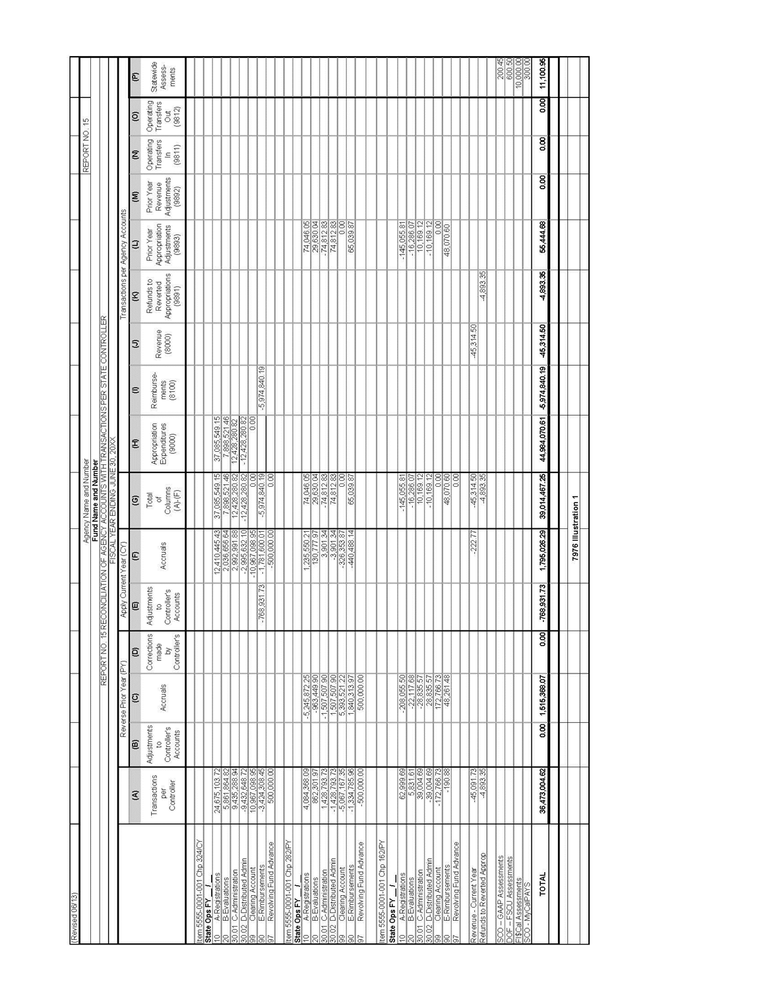 (Revised 06/13)
Agency Name and Number REPORT NO. 15
Fund Name and Number
REPORT NO. 15 RECONCILIATION OF AGENCY ACCOUNTS WITH TRANSACTIONS PER STATE CONTROLLER
FISCAL YEAR ENDING JUNE 30, 20XX
Reverse Prior Year (PY) Apply Current Year (CY) Transactions per Agency Accounts
(A) (B) (C) (D) (E) (F) (G) (H) (I) (J) (K) (L) (M) (N) (O) (P)
Transactions per Controller Adjustments to Controller's Accounts Accruals Corrections made by Controller's Adjustments to Controller's Accounts Accruals Total of Columns (A)-(F) Appropriation Expenditures (9000) Reimburse-ments (8100) Revenue (8000) Refunds to Reverted Appropriations (9891) Prior Year Appropriation Adjustments (9893) Prior Year Revenue Adjustments (9892) Operating Transfers In (9811) Operating Transfers Out (9812) Statewide Assess-ments
Item 5555-0001-001 Chp 324/CY
State Ops FY __/__
10 A-Registrations 24,675,103.72 12,410,445.43 37,085,549.15 37,085,549.15
20 B-Evaluations 5,861,864.82 2,036,656.64 7,898,521.46 7,898,521.46
30.01 C-Administration 9,435,288.94 2,992,991.88 12,428,280.82 12,428,280.82
30.02 D-Distributed Admin -9,432,648.72 -2,995,632.10 -12,428,280.82 -12,428,280.82
99 Clearing Account 10,967,098.95 -10,967,098.95 0.00 0.00
90 E-Rimbursements -3,424,308.45 -768,931.73 -1,781,600.01 -5,974,840.19 -5,974,840.19
97 Revolving Fund Advance 500,000.00 -500,000.00 0.00
Item 5555-0001-001 Chp 282/PY
State Ops FY __/__
10 A-Registrations 4,084,368.09 -5,245,872.25 1,235,550.21 74,046.05 74,046.05
20 B-Evaluations 862,301.97 -963,449.90 130,777.97 29,630.04 29,630.04
30.01 C-Administration 1,428,793.73 -1,507,507.90 3,901.34 -74,812.83 -74,812.83
30.02 D-Distributed Admin -1,428,793.73 1,507,507.90 -3,901.34 74,812.83 74,812.83
99 Clearing Account -5,067,167.35 5,393,521.22 -326,353.87 0.00 0.00
90 E-Rimbursements -1,334,785.96 1,840,313.97 -440,488.14 65,039.87 65,039.87
97 Revolving Fund Advance -500,000.00 500,000.00
Item 5555-0001-001 Chp 162/PY
State Ops FY __/__
10 A-Registrations 62,999.69 -208,055.50 -145,055.81 -145,055.81
20 B-Evaluations 5,831.61 -22,117.68 -16,286.07 -16,286.07
30.01 C-Administration 39,004.69 -28,835.57 10,169.12 10,169.12
30.02 D-Distributed Admin -39,004.69 28,835.57 -10,169.12 -10,169.12
99 Clearing Account -172,766.73 172,766.73 0.00 0.00
90 E-Rimbursements -190.88 48,261.48 48,070.60 48,070.60
97 Revolving Fund Advance 0.00
Revenue - Current Year -45,091.73 -222.77 -45,314.50 -45,314.50
Refunds to Reverted Approp -4,893.35 -4,893.35 -4,893.35
SCO – GAAP Assessments 200.45
DOF – FSCU Assessments 600.50
FI$Cal Assessments 10,000.00
SCO - MyCalPAYS 300.00
TOTAL 36,473,004.62 0.00 1,515,368.07 0.00 -768,931.73 1,795,026.29 39,014,467.25 44,984,070.61 -5,974,840.19 -45,314.50 -4,893.35 55,444.68 0.00 0.00 0.00 11,100.95
7976 Illustration 1